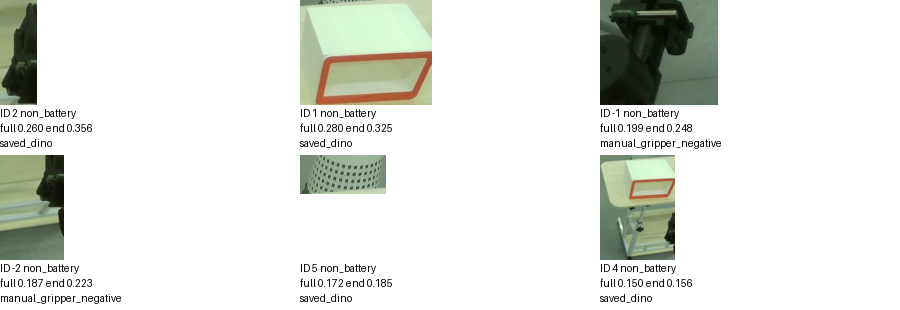 ID 2 non_battery
full 0.260 end 0.356
saved_dino
ID 1 non_battery
full 0.280 end 0.325
saved_dino
ID -1 non_battery
full 0.199 end 0.248
manual_gripper_negative
ID -2 non_battery
full 0.187 end 0.223
manual_gripper_negative
ID 5 non_battery
full 0.172 end 0.185
saved_dino
ID 4 non_battery
full 0.150 end 0.156
saved_dino